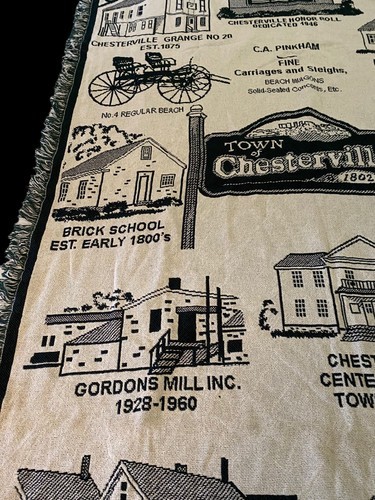 CHESTERVILLE GRANGE NO 20
EST.1875
CHESTERVILLE HONOR ROLL
DEDICATED 1946
C.A. PINKHAM
FINE
Carriages and Sleighs,
BEACH WAGONS
Solid-Seated Concords, Etc.
No.4 REGULAR BEACH
TOWN
of
Chestervill
1802
BRICK SCHOOL
EST. EARLY 1800's
GORDONS MILL INC.
1928-1960
CHEST
CENTE
TOW